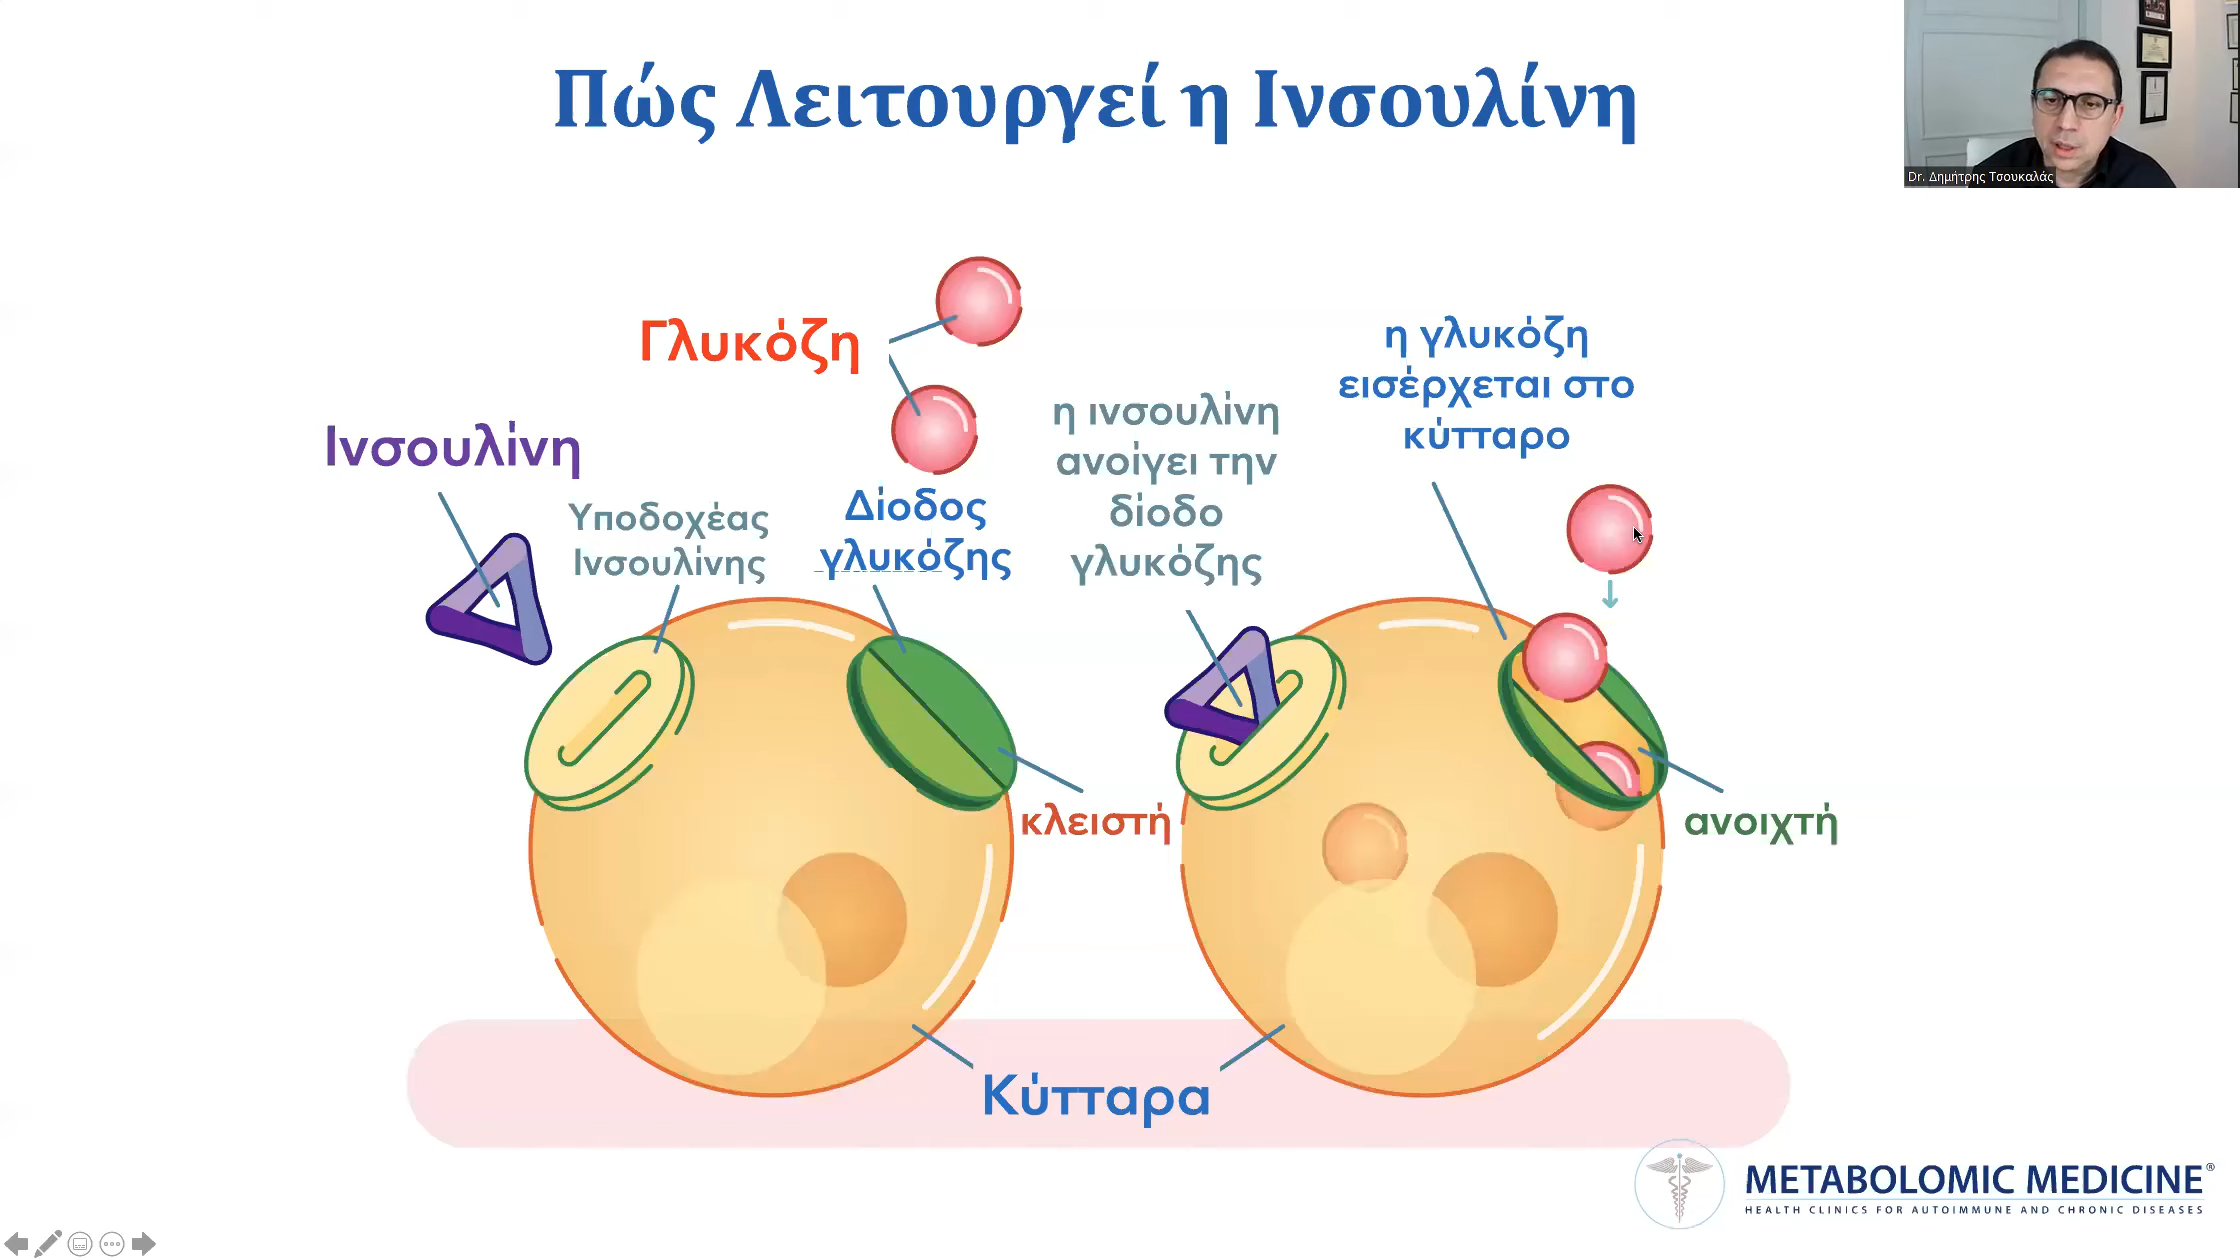 Πώς Λειτουργεί η Ινσουλίνη
Dr. Δημήτρης Τσουκαλάς
Γλυκόζη
Ινσουλίνη
Υποδοχέας
Ινσουλίνης
Δίοδος
γλυκόζης
η ινσουλίνη
ανοίγει την
δίοδο
γλυκόζης
η γλυκόζη
εισέρχεται στο
κύτταρο
κλειστή
ανοιχτή
Κύτταρα
METABOLOMIC MEDICINE®
HEALTH CLINICS FOR AUTOIMMUNE AND CHRONIC DISEASES